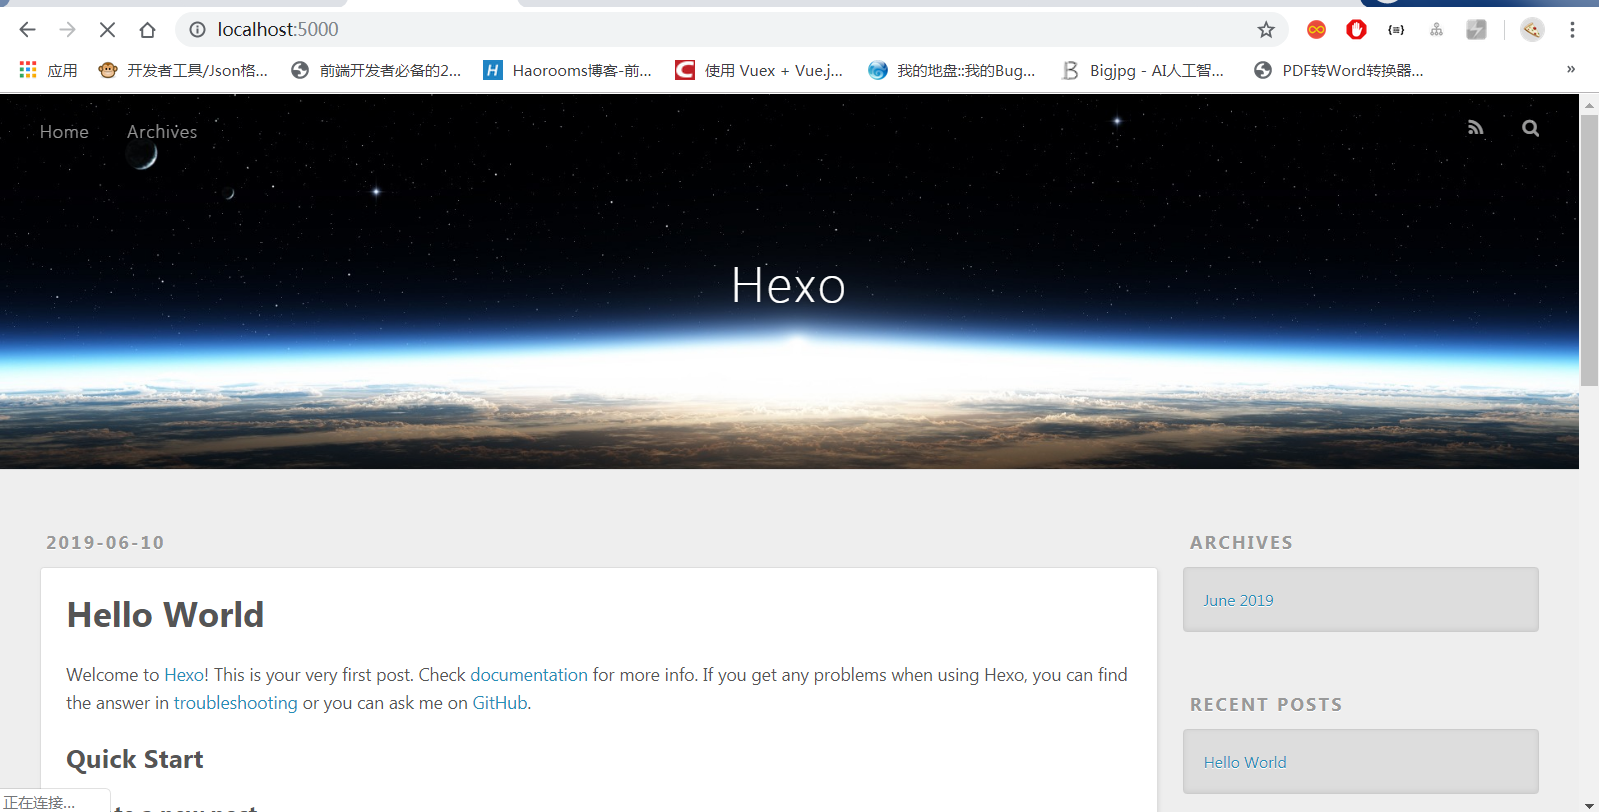 localhost:5000
应用 开发者工具/Json格... 前端开发者必备的2... Haorooms博客-前... 使用 Vuex + Vue.j... 我的地盘::我的Bug... Bigjpg - AI人工智... PDF转Word转换器... »
Home Archives
Hexo
2019-06-10
Hello World
Welcome to Hexo! This is your very first post. Check documentation for more info. If you get any problems when using Hexo, you can find
the answer in troubleshooting or you can ask me on GitHub.
Quick Start
ARCHIVES
June 2019
RECENT POSTS
Hello World
a new post
正在连接...